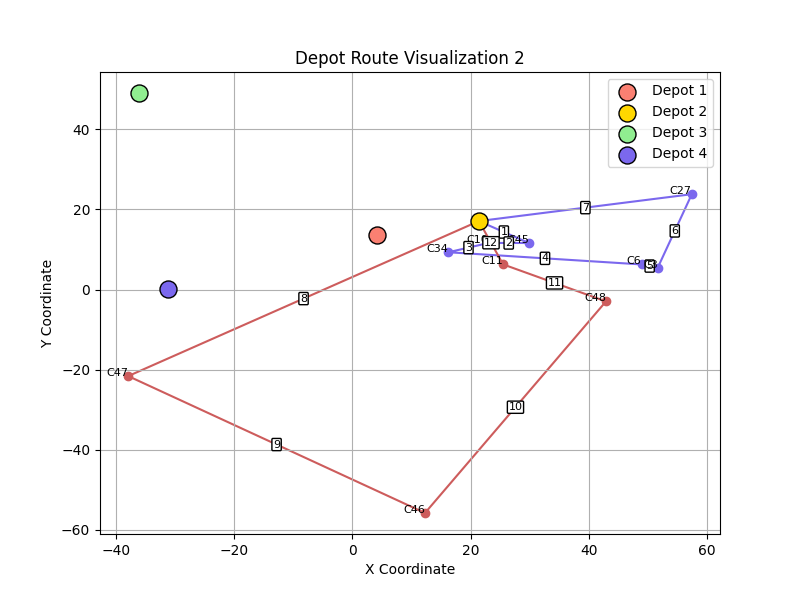 Depot Route Visualization 2
Depot 1
Depot 2
Depot 3
Depot 4
Y Coordinate
40
20
0
−20
−40
−60
C27
7
1
C34
3
12
2
6
4
C6
5
C11
11
C48
8
C47
10
9
C46
−40
−20
0
20
40
60
X Coordinate